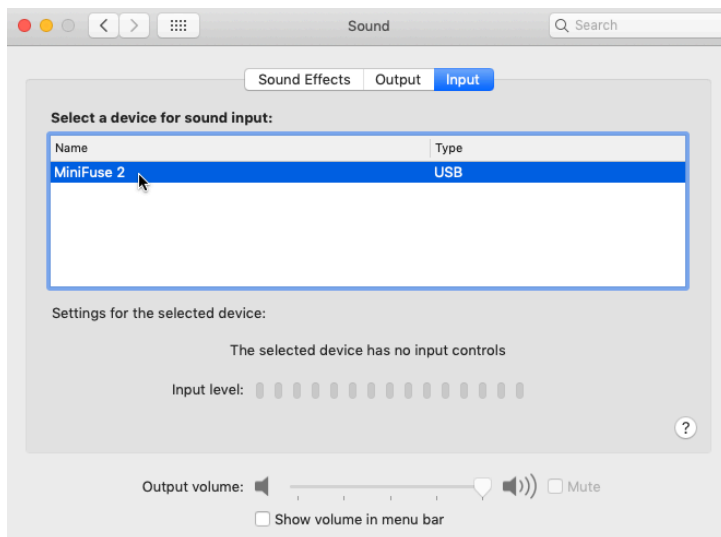 Sound
Search
Sound Effects Output Input
Select a device for sound input:
Name Type
MiniFuse 2 USB
Settings for the selected device:
The selected device has no input controls
Input level:
?
Output volume: Mute
Show volume in menu bar